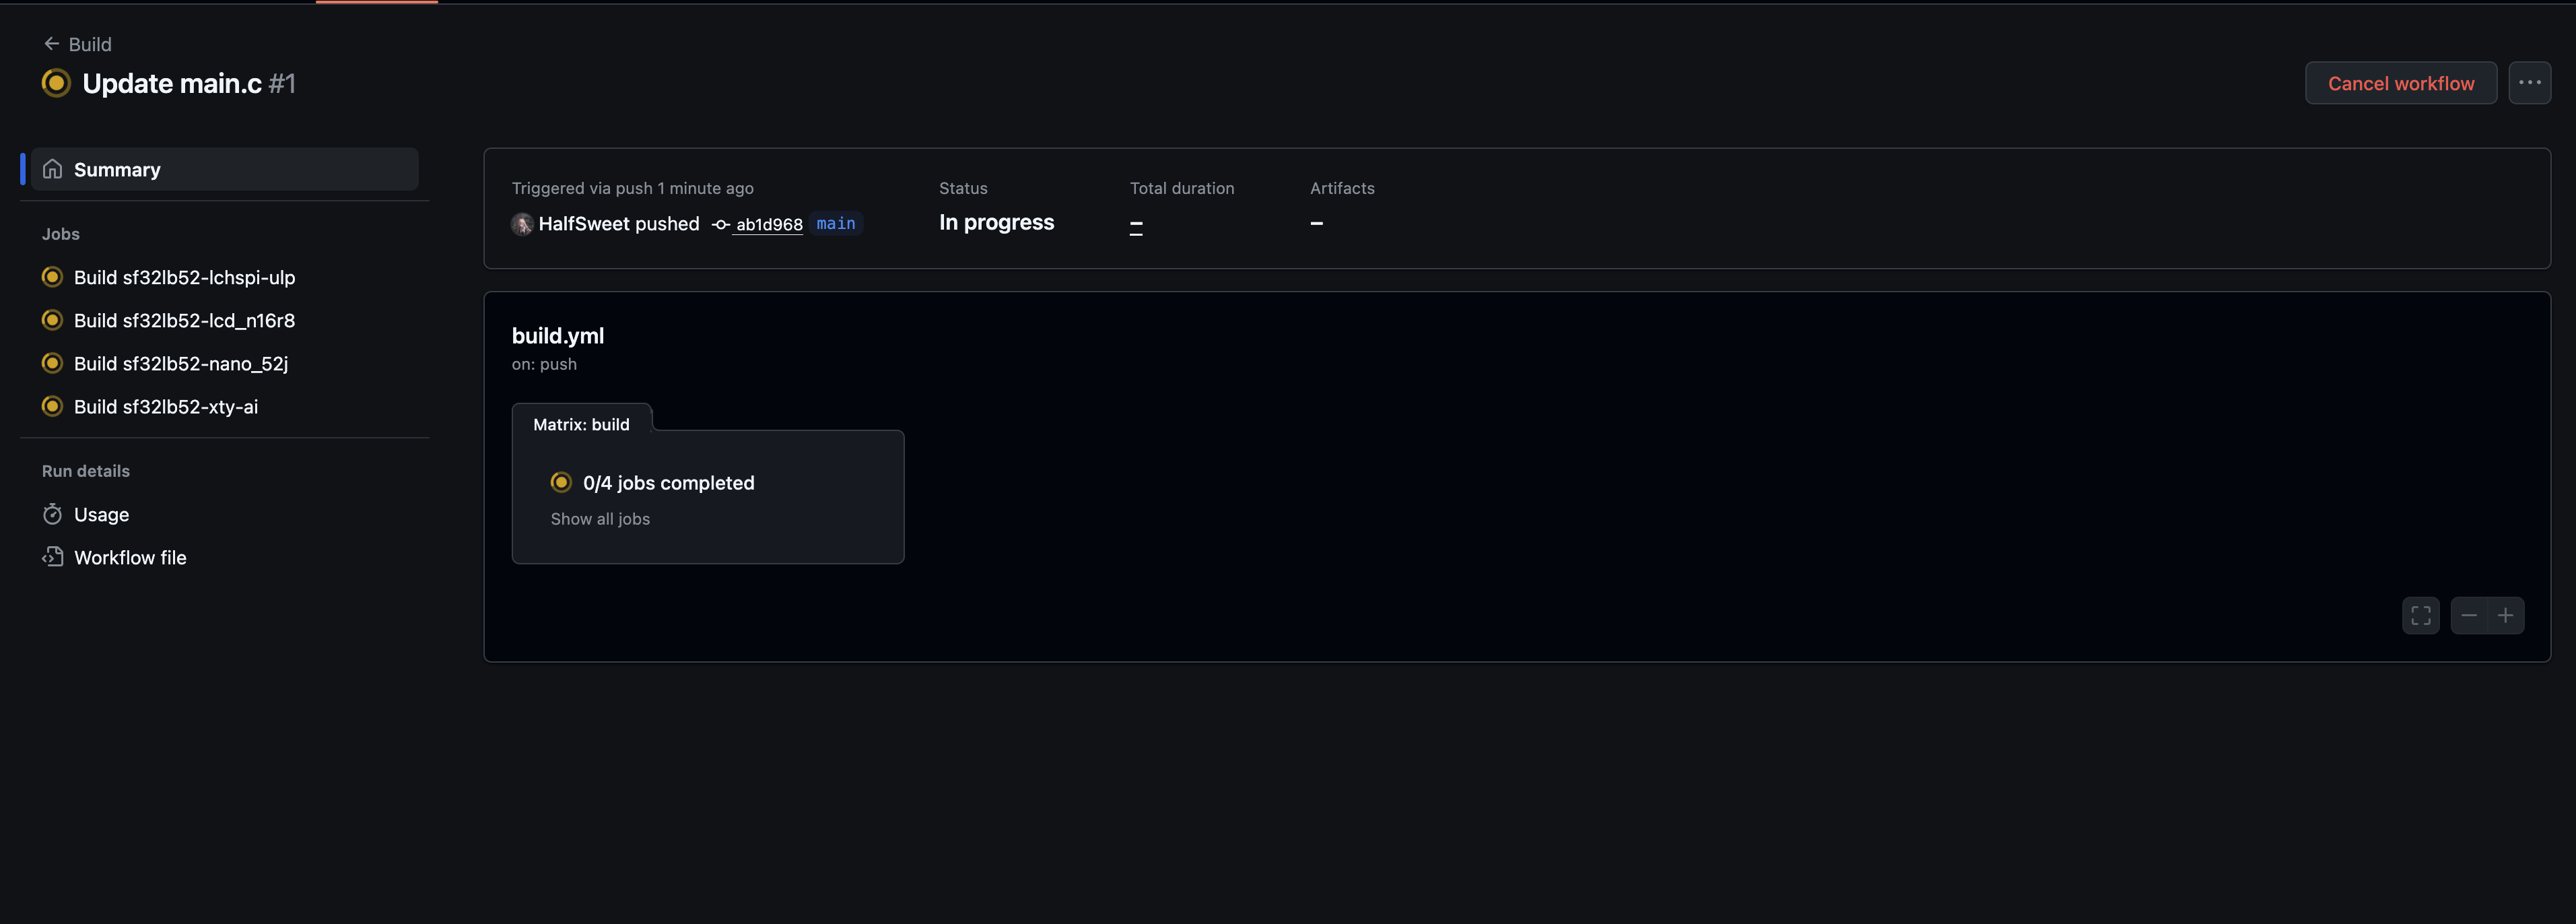 Build
Update main.c #1
Cancel workflow
Summary
Jobs
Build sf32lb52-lchspi-ulp
Build sf32lb52-lcd_n16r8
Build sf32lb52-nano_52j
Build sf32lb52-xty-ai
Run details
Usage
Workflow file
Triggered via push 1 minute ago
HalfSweet pushed ab1d968 main
Status
In progress
Total duration
–
Artifacts
–
build.yml
on: push
Matrix: build
0/4 jobs completed
Show all jobs